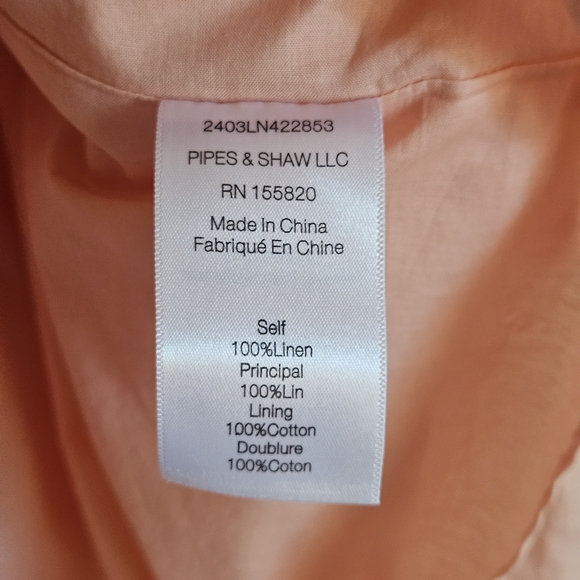 2403LN422853
PIPES & SHAW LLC
RN 155820
Made In China
Fabriqué En Chine
Self
100%Linen
Principal
100%Lin
Lining
100%Cotton
Doublure
100%Coton